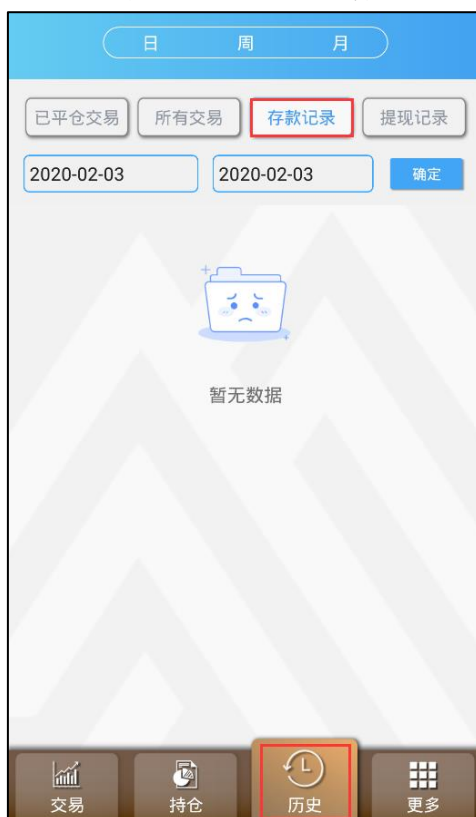 日 周 月
已平仓交易 所有交易 存款记录 提现记录
2020-02-03 2020-02-03 确定
暂无数据
交易 持仓 历史 更多